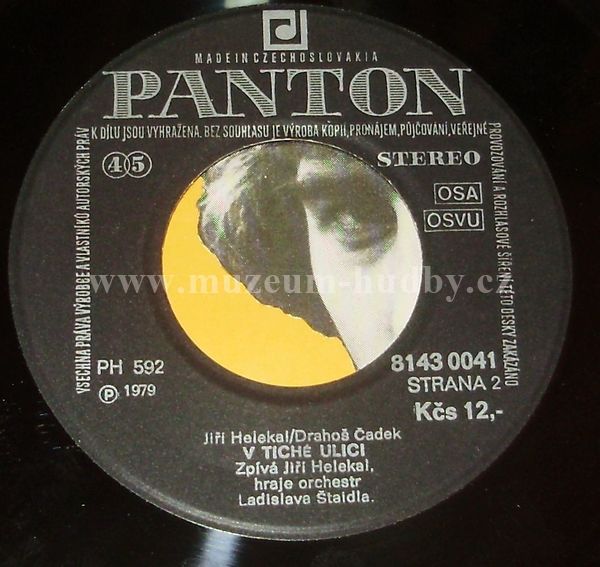 MADE IN CZECHOSLOVAKIA
PANTON
VŠECHNA PRÁVA VÝROBCE A VLASTNÍKŮ AUTORSKÝCH PRÁV
K DÍLU JSOU VYHRAŽENA. BEZ SOUHLASU JE VÝROBA KOPIÍ, PRONÁJEM, PŮJČOVÁNÍ, VEŘEJNÉ
PROVOZOVÁNÍ A ROZHLASOVÉ ŠÍŘENÍ TÉTO DESKY ZAKÁZÁNO
45
STEREO
OSA
OSVU
www.muzeum-hudby.cz
PH 592
Ⓟ 1979
8143 0041
STRANA 2
Kčs 12,-
Jiří Helekal/Drahoš Čadek
V TICHÉ ULICI
Zpívá Jiří Helekal,
hraje orchestr
Ladislava Štaidla.